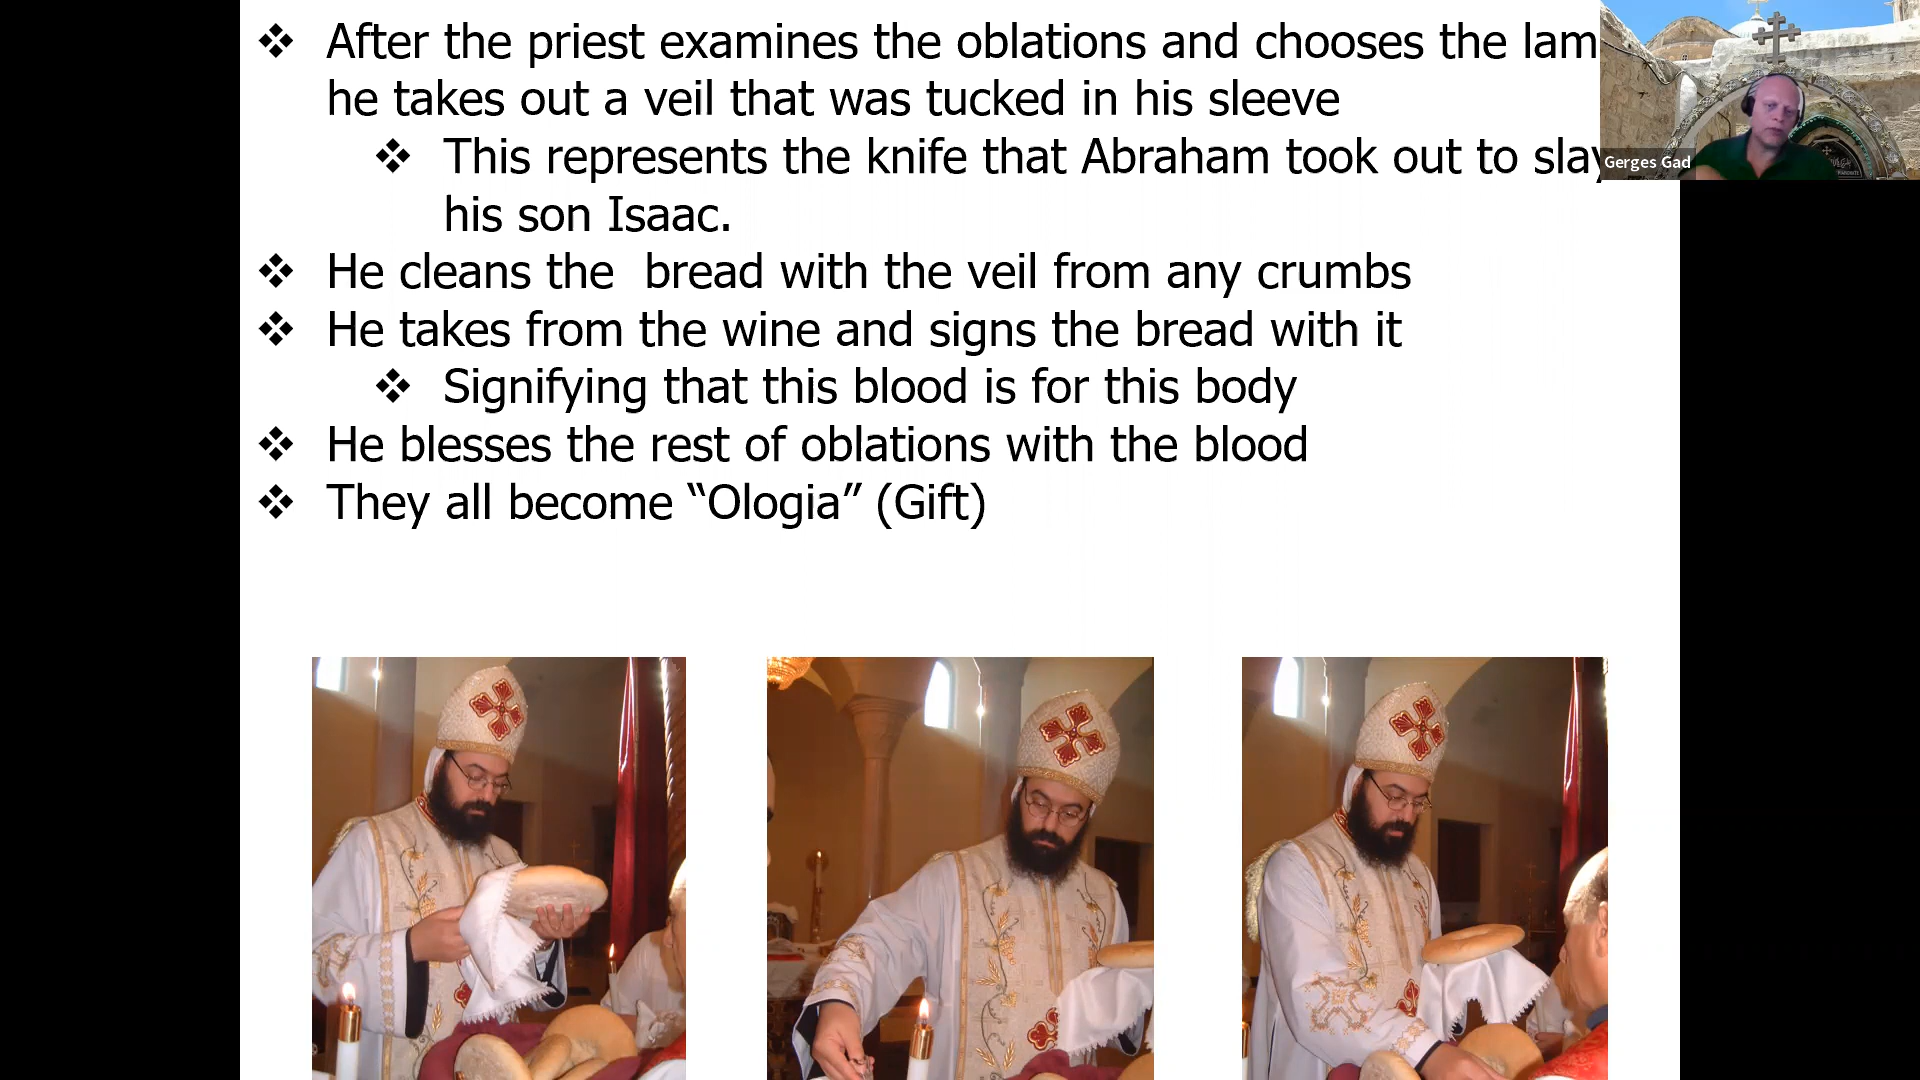 ❖ After the priest examines the oblations and chooses the lam
he takes out a veil that was tucked in his sleeve
❖ This represents the knife that Abraham took out to slay
his son Isaac.
❖ He cleans the  bread with the veil from any crumbs
❖ He takes from the wine and signs the bread with it
❖ Signifying that this blood is for this body
❖ He blesses the rest of oblations with the blood
❖ They all become “Ologia” (Gift)
Gerges Gad